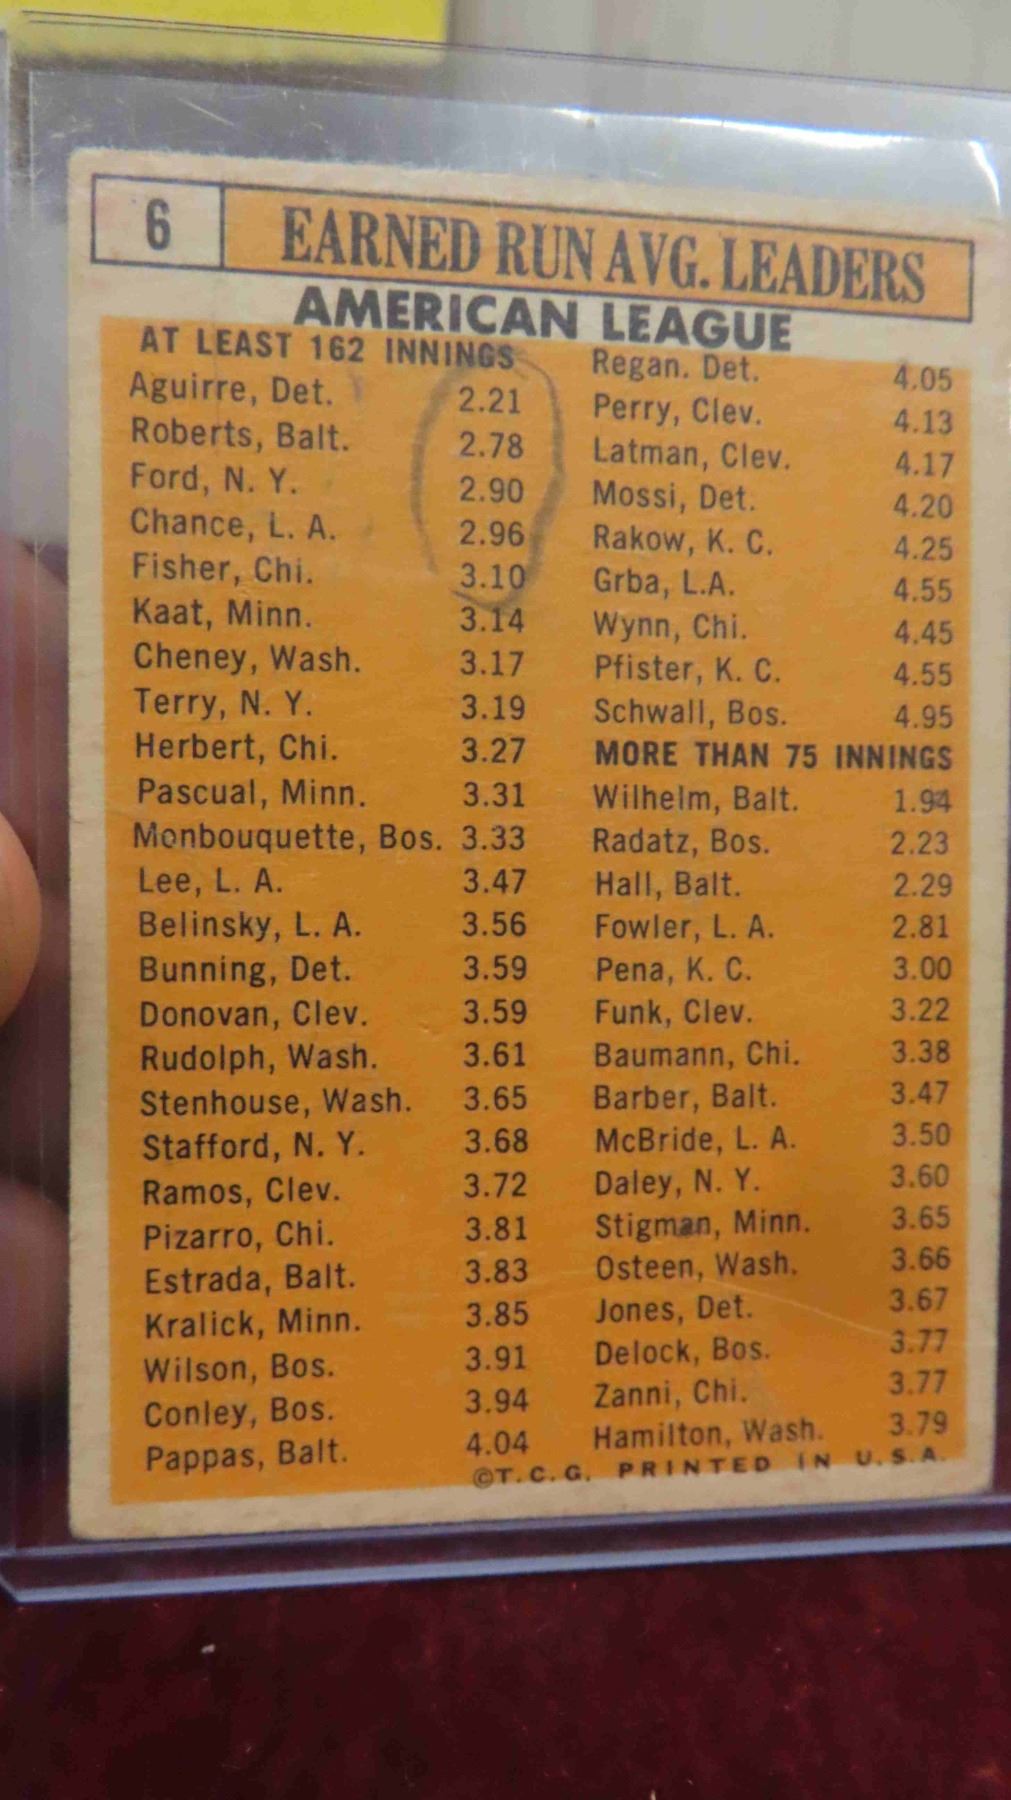 6
EARNED RUN AVG. LEADERS
AMERICAN LEAGUE
AT LEAST 162 INNINGS
Aguirre, Det. 2.21
Roberts, Balt. 2.78
Ford, N. Y. 2.90
Chance, L. A. 2.96
Fisher, Chi. 3.10
Kaat, Minn. 3.14
Cheney, Wash. 3.17
Terry, N. Y. 3.19
Herbert, Chi. 3.27
Pascual, Minn. 3.31
Monbouquette, Bos. 3.33
Lee, L. A. 3.47
Belinsky, L. A. 3.56
Bunning, Det. 3.59
Donovan, Clev. 3.59
Rudolph, Wash. 3.61
Stenhouse, Wash. 3.65
Stafford, N. Y. 3.68
Ramos, Clev. 3.72
Pizarro, Chi. 3.81
Estrada, Balt. 3.83
Kralick, Minn. 3.85
Wilson, Bos. 3.91
Conley, Bos. 3.94
Pappas, Balt. 4.04
Regan. Det. 4.05
Perry, Clev. 4.13
Latman, Clev. 4.17
Mossi, Det. 4.20
Rakow, K. C. 4.25
Grba, L.A. 4.55
Wynn, Chi. 4.45
Pfister, K. C. 4.55
Schwall, Bos. 4.95
MORE THAN 75 INNINGS
Wilhelm, Balt. 1.94
Radatz, Bos. 2.23
Hall, Balt. 2.29
Fowler, L. A. 2.81
Pena, K. C. 3.00
Funk, Clev. 3.22
Baumann, Chi. 3.38
Barber, Balt. 3.47
McBride, L. A. 3.50
Daley, N. Y. 3.60
Stigman, Minn. 3.65
Osteen, Wash. 3.66
Jones, Det. 3.67
Delock, Bos. 3.77
Zanni, Chi. 3.77
Hamilton, Wash. 3.79
©T.C.G. PRINTED IN U.S.A.